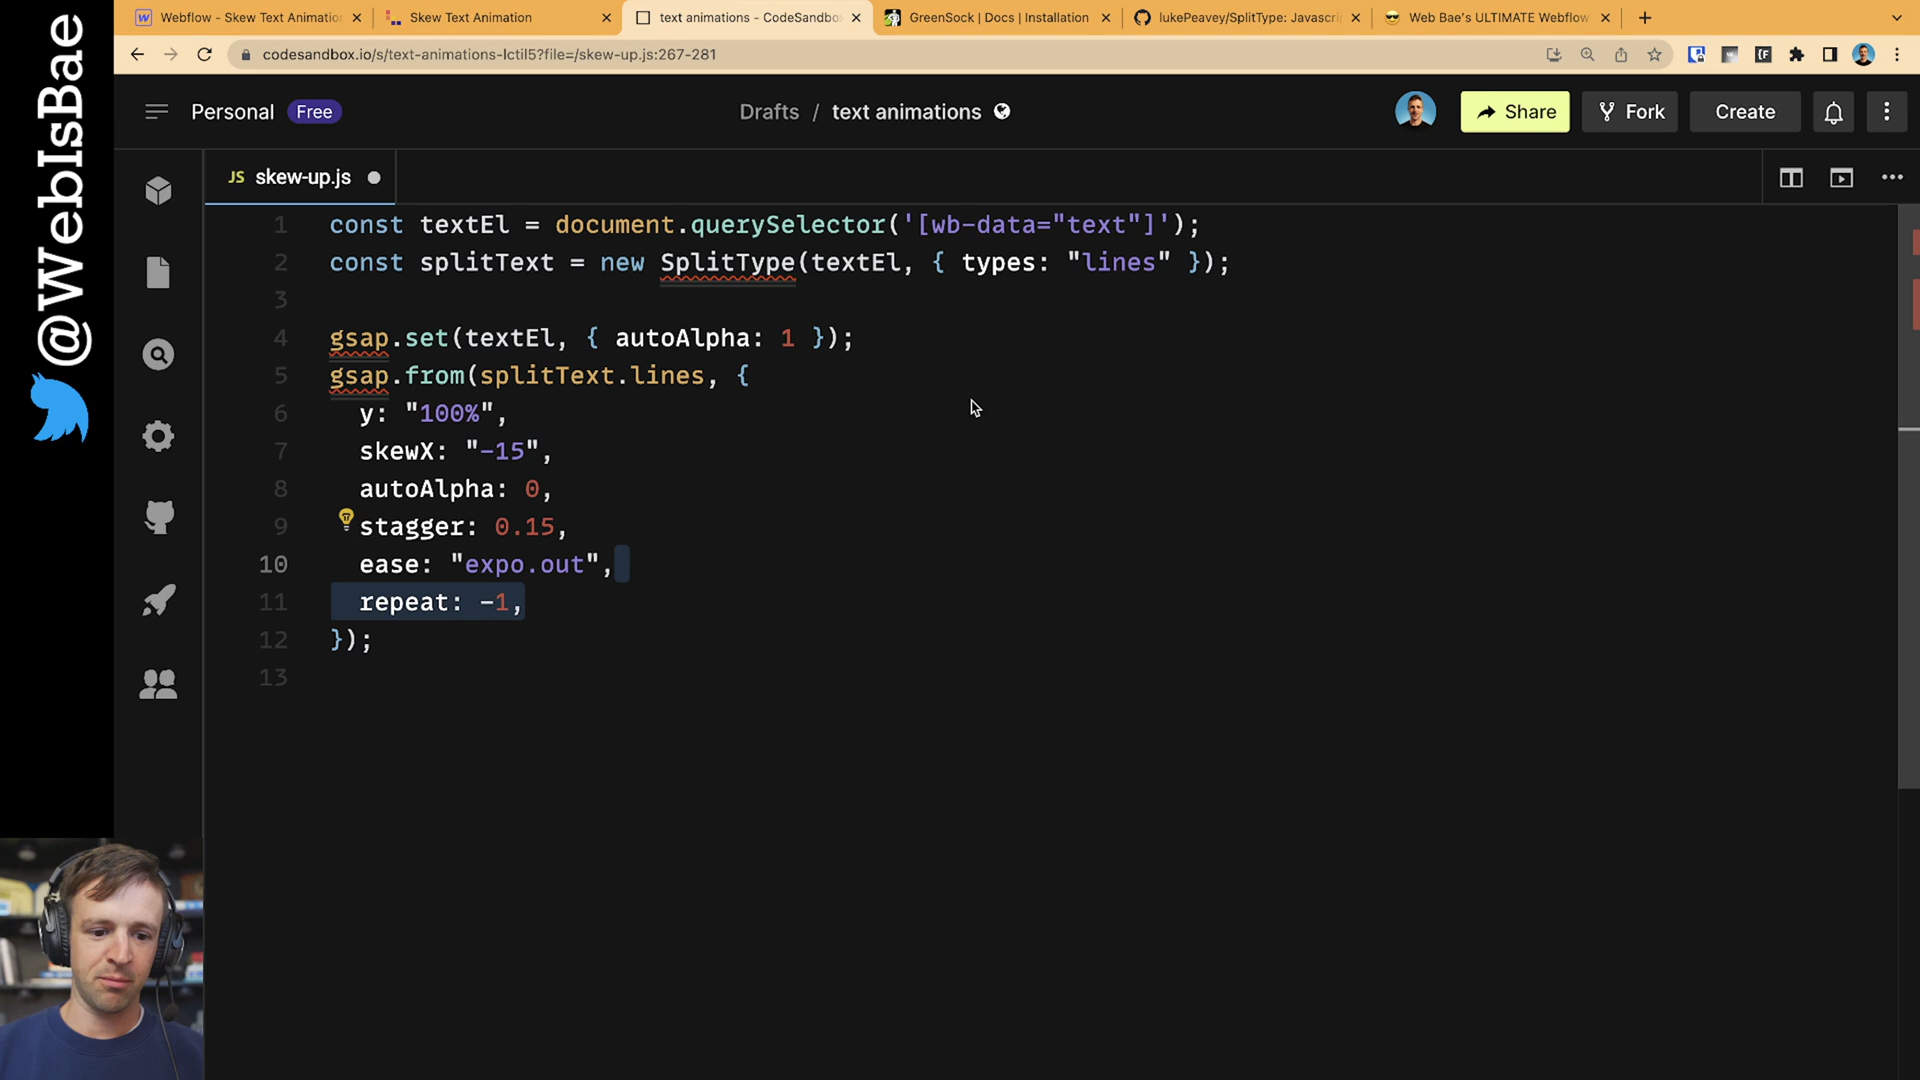 @WebIsBae
Webflow - Skew Text Animation
Skew Text Animation
text animations - CodeSandbox
GreenSock | Docs | Installation
lukePeavey/SplitType: Javascri
Web Bae's ULTIMATE Webflow
codesandbox.io/s/text-animations-lctil5?file=/skew-up.js:267-281
Personal Free
Drafts / text animations
Share
Fork
Create
JS skew-up.js
1 const textEl = document.querySelector('[wb-data="text"]');
2 const splitText = new SplitType(textEl, { types: "lines" });
3
4 gsap.set(textEl, { autoAlpha: 1 });
5 gsap.from(splitText.lines, {
6 y: "100%",
7 skewX: "-15",
8 autoAlpha: 0,
9 stagger: 0.15,
10 ease: "expo.out",
11 repeat: -1,
12 });
13